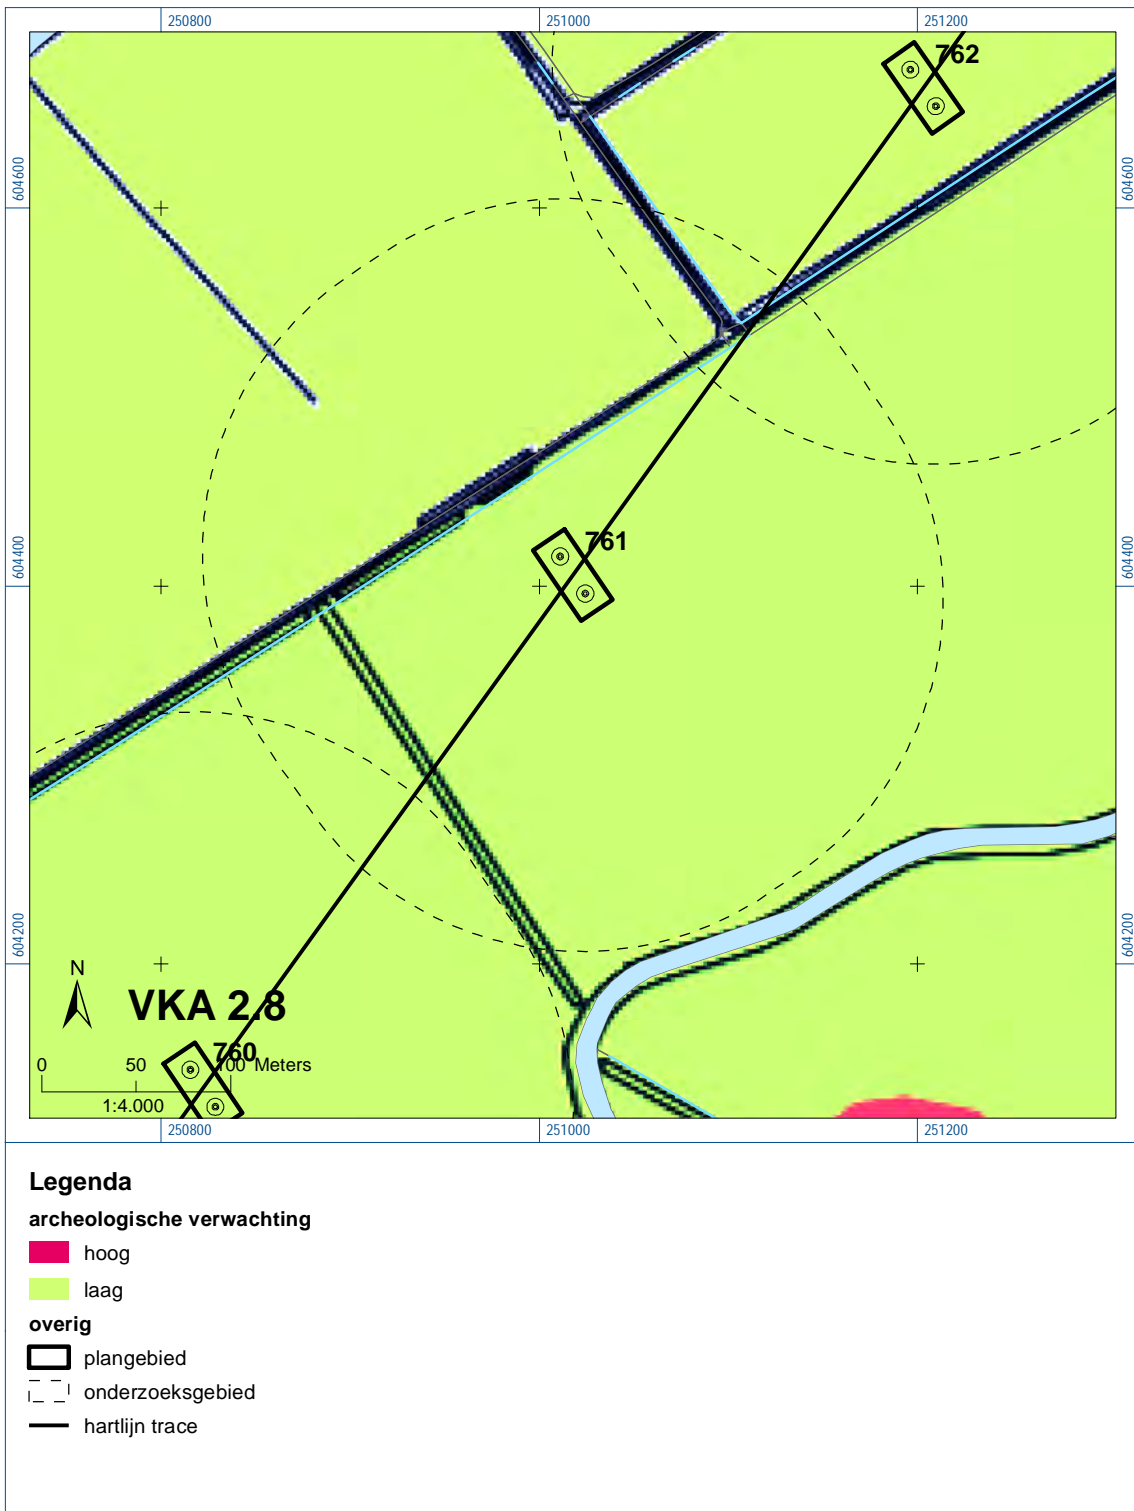 250800 251000 251200
762
604600 604600
761
604400 604400
604200 604200
N
VKA 2.8
760
0 50 100 Meters
1:4.000
250800 251000 251200
Legenda
archeologische verwachting
hoog
laag
overig
plangebied
onderzoeksgebied
hartlijn trace